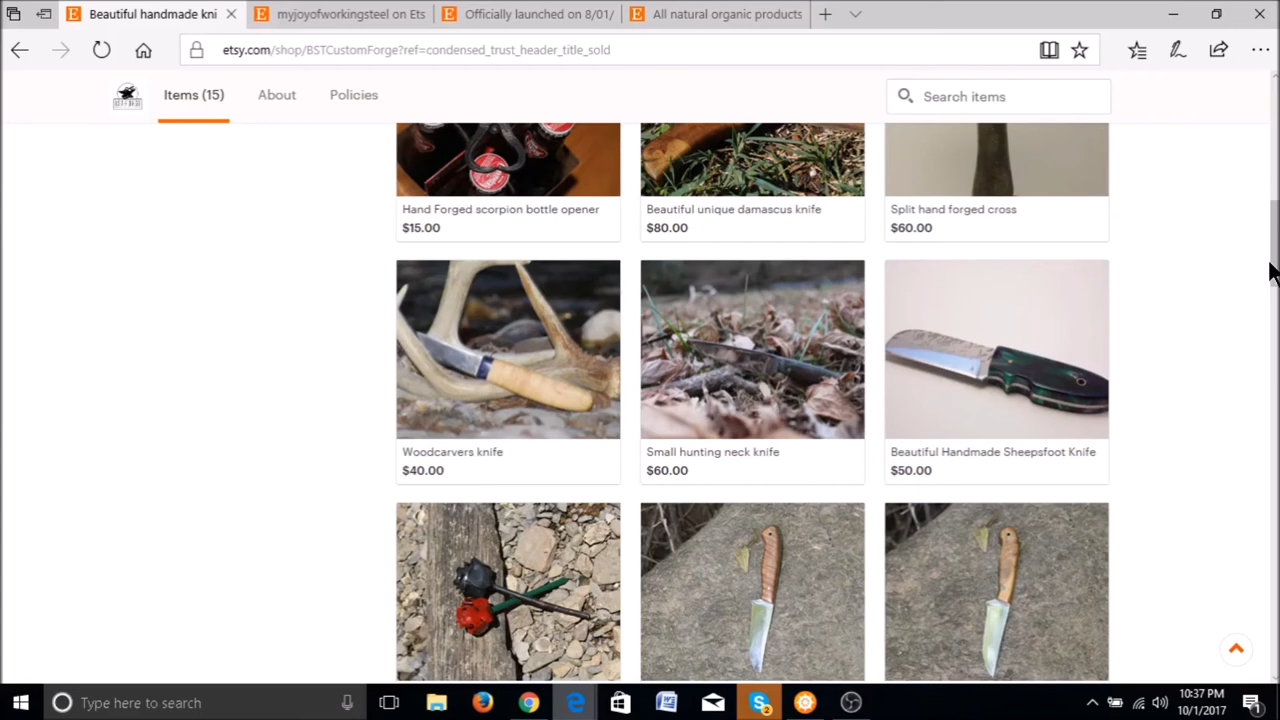 Beautiful handmade kni
myjoyofworkingsteel on Ets
Officially launched on 8/01/
All natural organic products
etsy.com/shop/BSTCustomForge?ref=condensed_trust_header_title_sold
Items (15)
About
Policies
Search items
Hand Forged scorpion bottle opener
$15.00
Beautiful unique damascus knife
$80.00
Split hand forged cross
$60.00
Woodcarvers knife
$40.00
Small hunting neck knife
$60.00
Beautiful Handmade Sheepsfoot Knife
$50.00
Type here to search
2
10:37 PM
10/1/2017
1